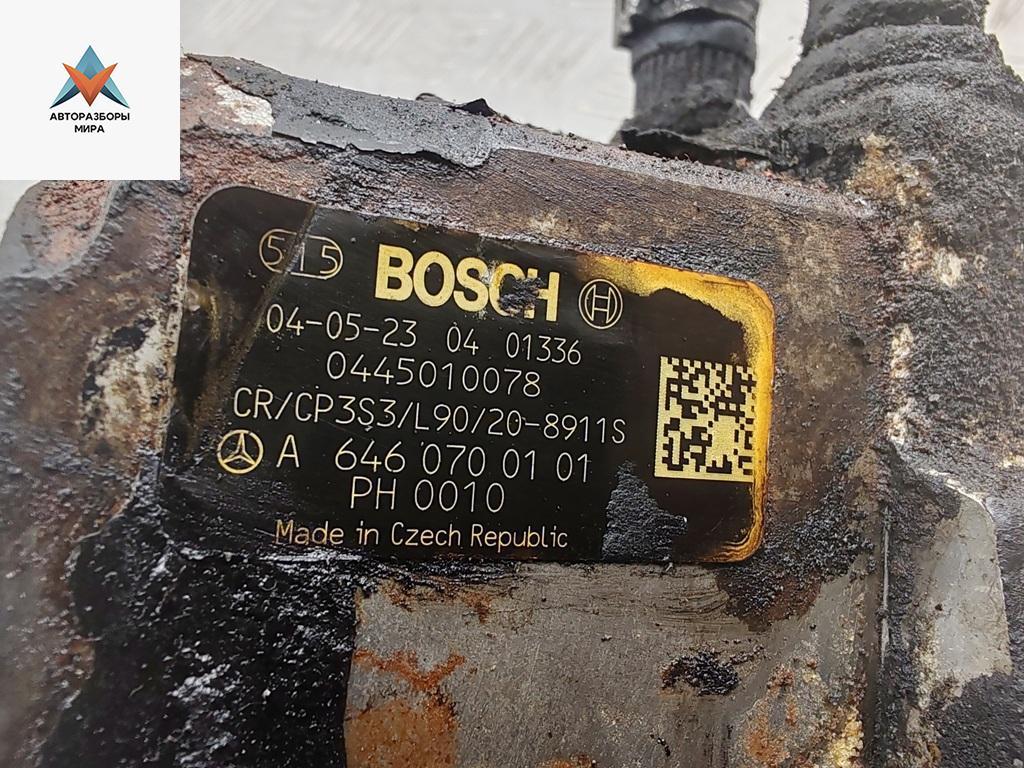 АВТОРАЗБОРЫ
МИРА
515 BOSCH
04-05-23 04 01336
0445010078
CR/CP3S3/L90/20-8911S
A 646 070 01 01
PH 0010
Made in Czech Republic